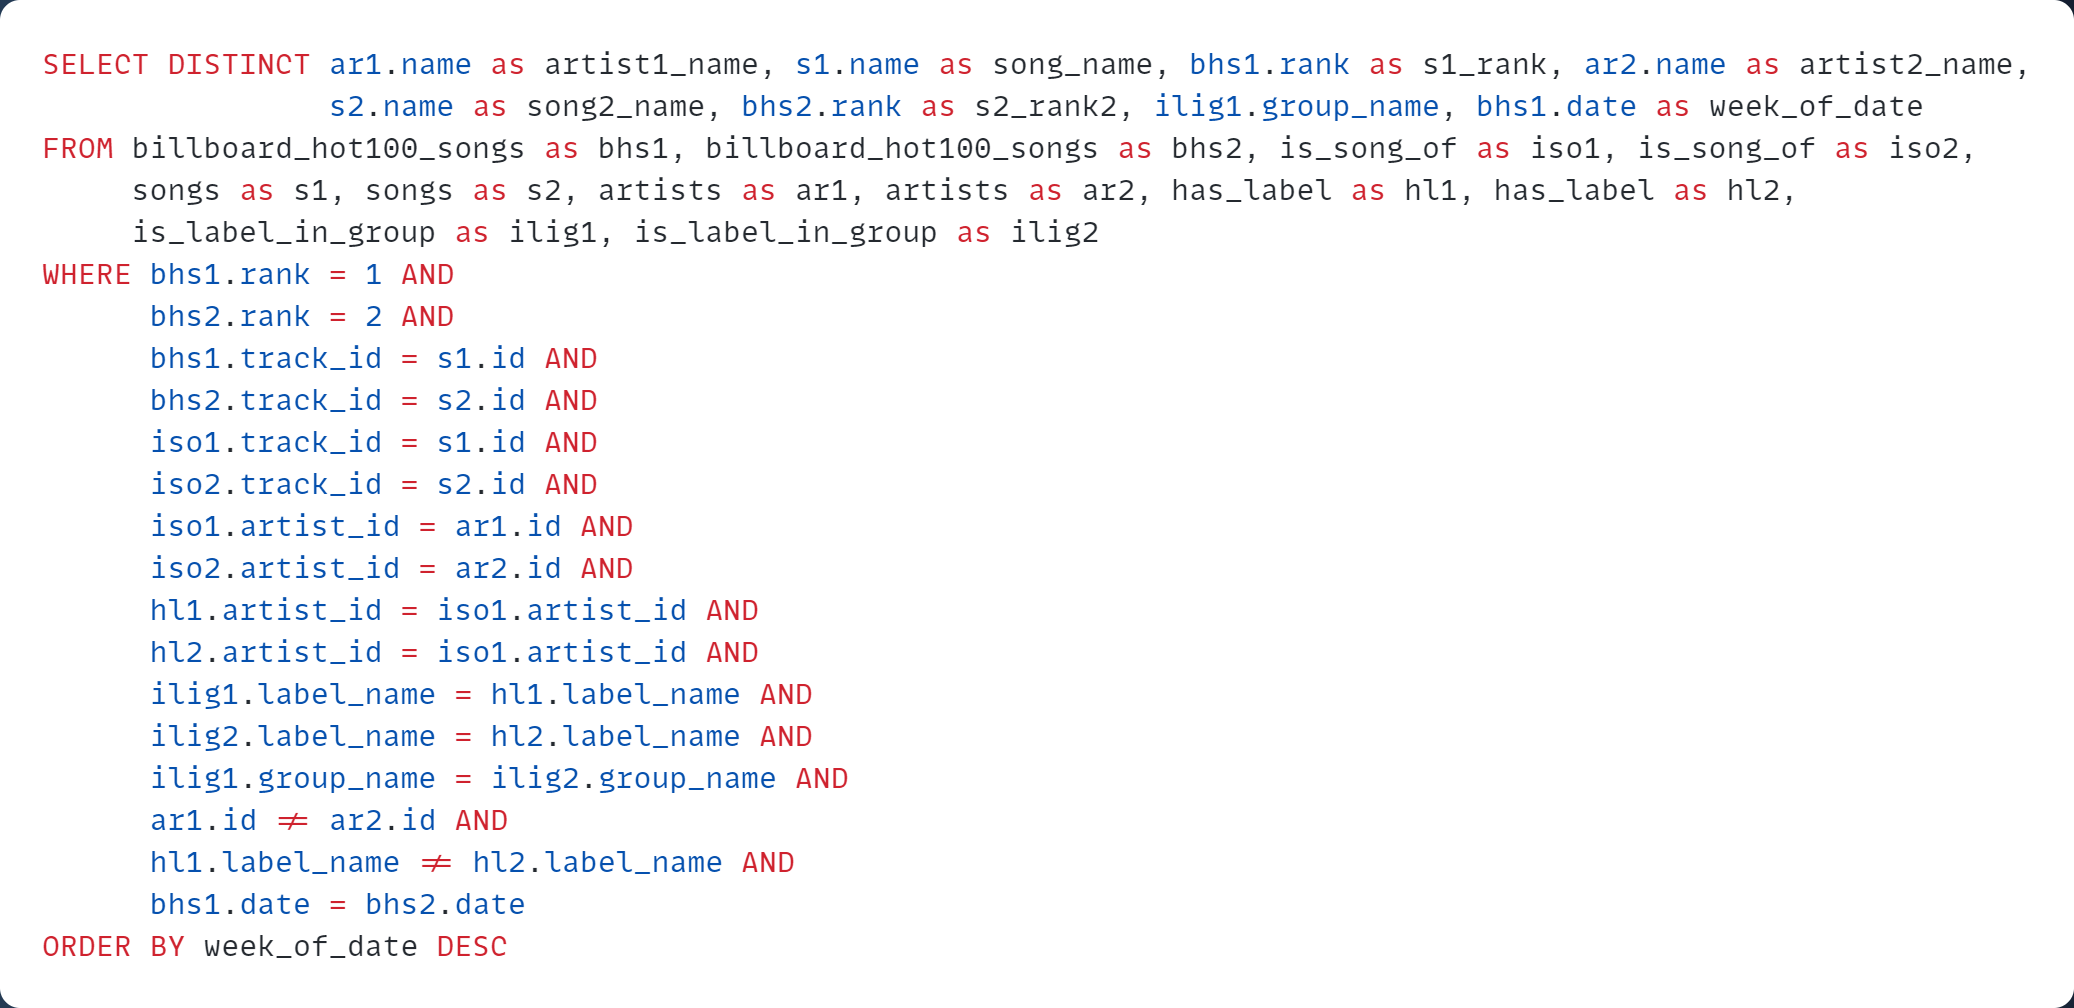 SELECT DISTINCT ar1.name as artist1_name, s1.name as song_name, bhs1.rank as s1_rank, ar2.name as artist2_name,
s2.name as song2_name, bhs2.rank as s2_rank2, ilig1.group_name, bhs1.date as week_of_date
FROM billboard_hot100_songs as bhs1, billboard_hot100_songs as bhs2, is_song_of as iso1, is_song_of as iso2,
songs as s1, songs as s2, artists as ar1, artists as ar2, has_label as hl1, has_label as hl2,
is_label_in_group as ilig1, is_label_in_group as ilig2
WHERE bhs1.rank = 1 AND
bhs2.rank = 2 AND
bhs1.track_id = s1.id AND
bhs2.track_id = s2.id AND
iso1.track_id = s1.id AND
iso2.track_id = s2.id AND
iso1.artist_id = ar1.id AND
iso2.artist_id = ar2.id AND
hl1.artist_id = iso1.artist_id AND
hl2.artist_id = iso1.artist_id AND
ilig1.label_name = hl1.label_name AND
ilig2.label_name = hl2.label_name AND
ilig1.group_name = ilig2.group_name AND
ar1.id ≠ ar2.id AND
hl1.label_name ≠ hl2.label_name AND
bhs1.date = bhs2.date
ORDER BY week_of_date DESC